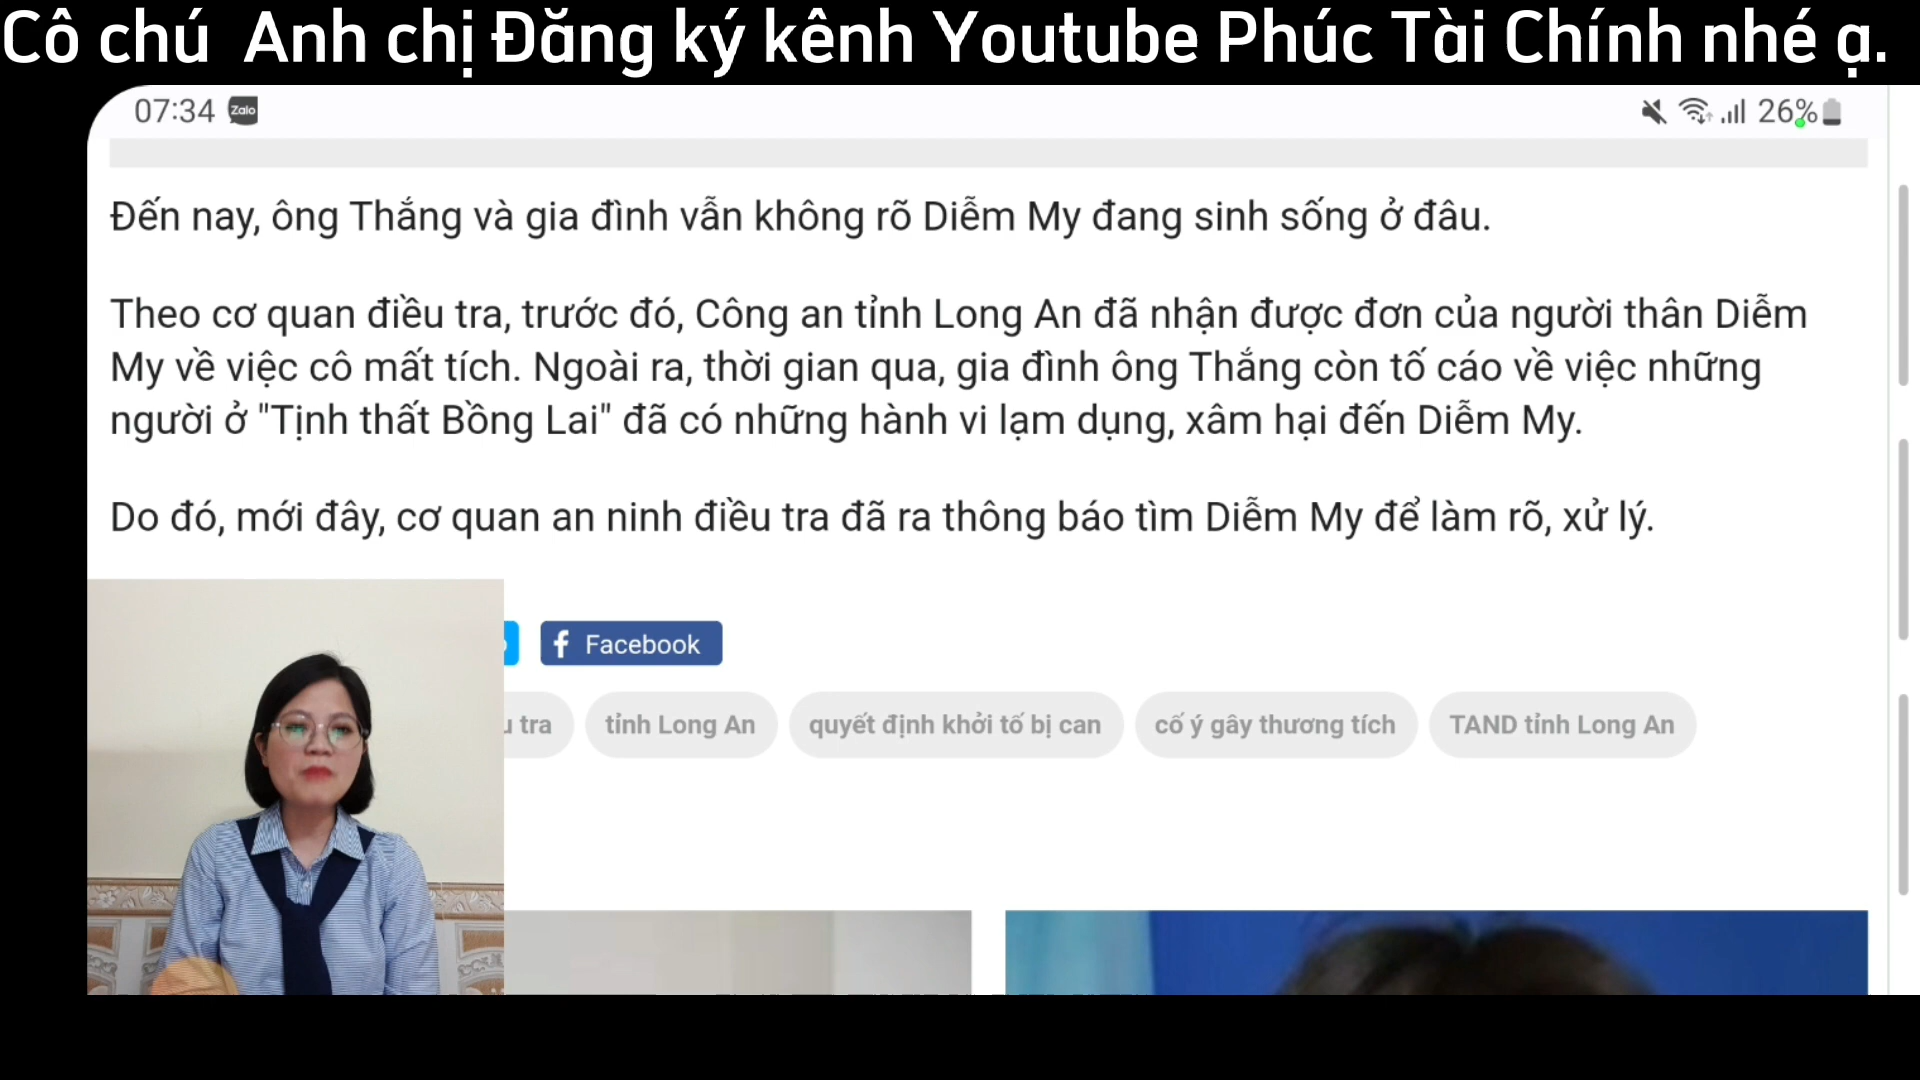 Cô chú Anh chị Đăng ký kênh Youtube Phúc Tài Chính nhé ạ.
07:34 Zalo 26%
Đến nay, ông Thắng và gia đình vẫn không rõ Diễm My đang sinh sống ở đâu.
Theo cơ quan điều tra, trước đó, Công an tỉnh Long An đã nhận được đơn của người thân Diễm
My về việc cô mất tích. Ngoài ra, thời gian qua, gia đình ông Thắng còn tố cáo về việc những
người ở "Tịnh thất Bồng Lai" đã có những hành vi lạm dụng, xâm hại đến Diễm My.
Do đó, mới đây, cơ quan an ninh điều tra đã ra thông báo tìm Diễm My để làm rõ, xử lý.
Facebook
tra tỉnh Long An quyết định khởi tố bị can cố ý gây thương tích TAND tỉnh Long An